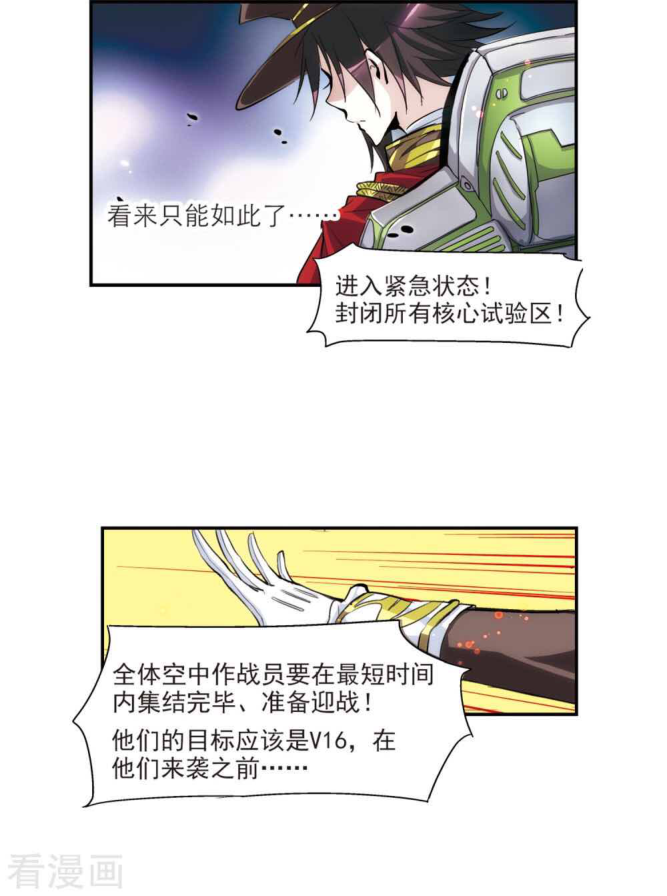 看来只能如此了……
进入紧急状态！
封闭所有核心试验区！
全体空中作战员要在最短时间
内集结完毕、准备迎战！
他们的目标应该是V16，在
他们来袭之前……
看漫画